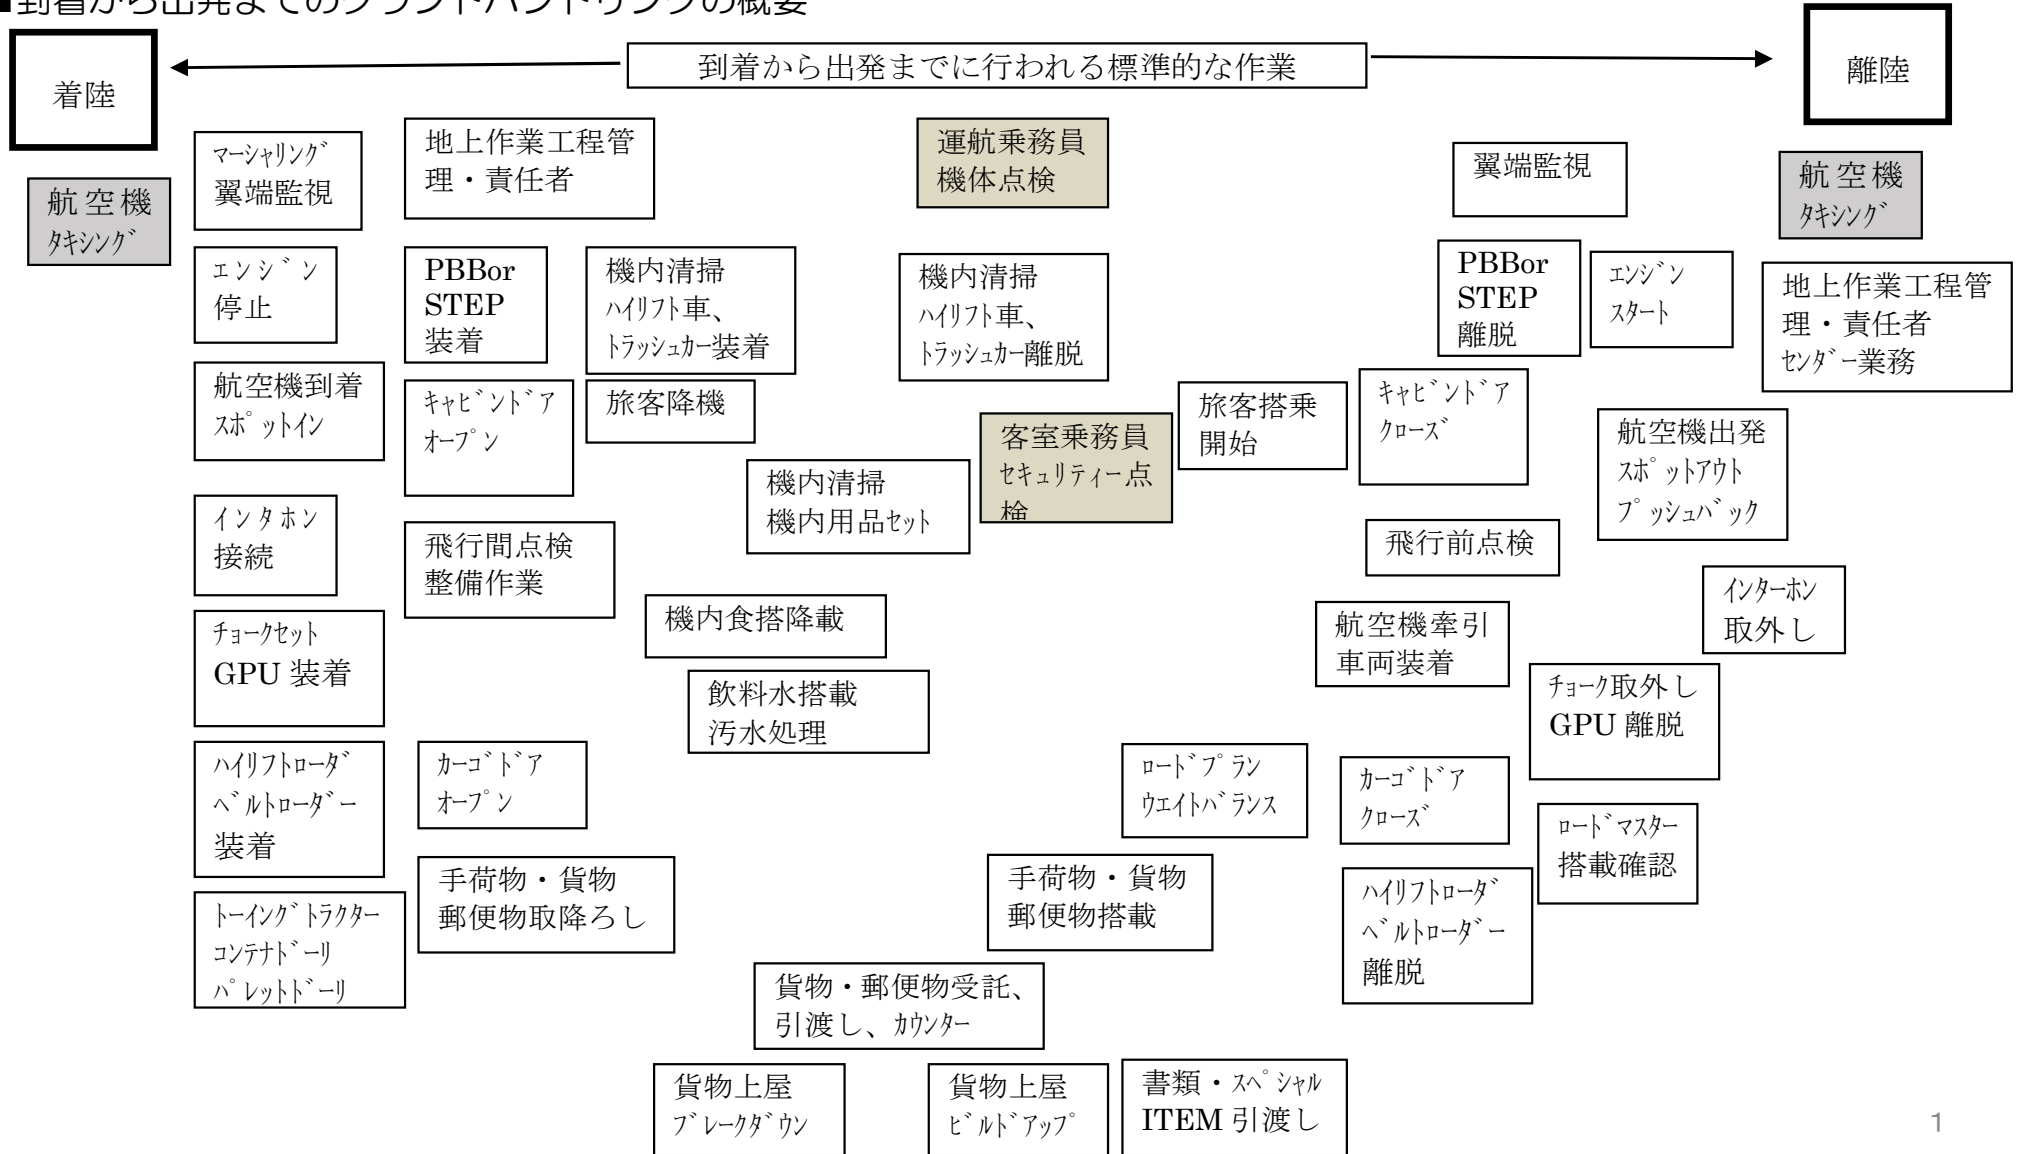 ■到着から出発までのグランドハンドリングの概要
着陸
到着から出発までに行われる標準的な作業
離陸
航空機
ﾀｷｼﾝｸﾞ
ﾏｰｼｬﾘﾝｸﾞ
翼端監視
地上作業工程管
理・責任者
運航乗務員
機体点検
翼端監視
航空機
ﾀｷｼﾝｸﾞ
ｴﾝｼﾞﾝ
停止
PBBor
STEP
装着
機内清掃
ﾊｲﾘﾌﾄ車、
ﾄﾗｯｼｭｶｰ装着
機内清掃
ﾊｲﾘﾌﾄ車、
ﾄﾗｯｼｭｶｰ離脱
PBBor
STEP
離脱
ｴﾝｼﾞﾝ
ｽﾀｰﾄ
地上作業工程管
理・責任者
ｾﾝﾀﾞｰ業務
航空機到着
ｽﾎﾟｯﾄｲﾝ
ｷｬﾋﾞﾝﾄﾞｱ
ｵｰﾌﾟﾝ
旅客降機
機内清掃
機内用品ｾｯﾄ
客室乗務員
ｾｷｭﾘﾃｨｰ点
検
旅客搭乗
開始
ｷｬﾋﾞﾝﾄﾞｱ
ｸﾛｰｽﾞ
航空機出発
ｽﾎﾟｯﾄｱｳﾄ
ﾌﾟｯｼｭﾊﾞｯｸ
ｲﾝﾀﾎﾝ
接続
飛行間点検
整備作業
飛行前点検
ｲﾝﾀｰﾎﾝ
取外し
ﾁｮｰｸｾｯﾄ
GPU 装着
機内食搭降載
飲料水搭載
汚水処理
航空機牽引
車両装着
ﾁｮｰｸ取外し
GPU 離脱
ﾊｲﾘﾌﾄﾛｰﾀﾞ
ﾍﾞﾙﾄﾛｰﾀﾞｰ
装着
ｶｰｺﾞﾄﾞｱ
ｵｰﾌﾟﾝ
ﾛｰﾄﾞﾌﾟﾗﾝ
ｳｴｲﾄﾊﾞﾗﾝｽ
ｶｰｺﾞﾄﾞｱ
ｸﾛｰｽﾞ
ﾛｰﾄﾞﾏｽﾀｰ
搭載確認
ﾄｰｲﾝｸﾞﾄﾗｸﾀｰ
ｺﾝﾃﾅﾄﾞｰﾘ
ﾊﾟﾚｯﾄﾄﾞｰﾘ
手荷物・貨物
郵便物取降ろし
手荷物・貨物
郵便物搭載
ﾊｲﾘﾌﾄﾛｰﾀﾞ
ﾍﾞﾙﾄﾛｰﾀﾞｰ
離脱
貨物・郵便物受託、
引渡し、ｶｳﾝﾀｰ
貨物上屋
ﾌﾞﾚｰｸﾀﾞｳﾝ
貨物上屋
ﾋﾞﾙﾄﾞｱｯﾌﾟ
書類・ｽﾍﾟｼｬﾙ
ITEM 引渡し
1